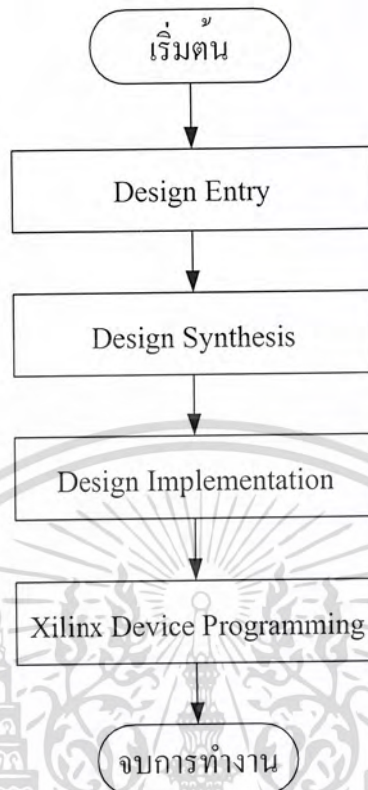 เริ่มต้น
Design Entry
Design Synthesis
Design Implementation
Xilinx Device Programming
จบการทำงาน